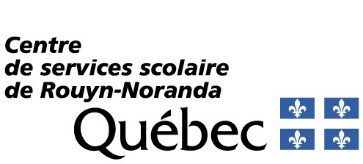 Centre
de services scolaire
de Rouyn-Noranda
Québec